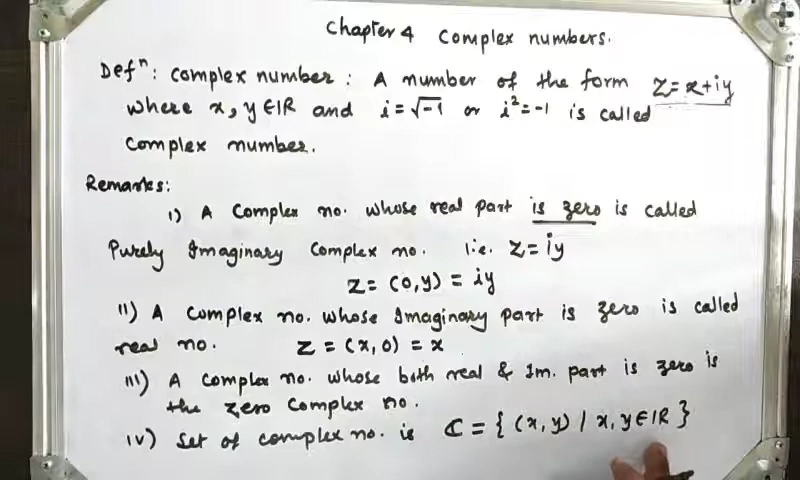 Chapter 4 Complex numbers.
Defⁿ: Complex number : A number of the form z = x+iy
where x, y ∈ ℝ and i = √-1 or i² = -1 is called
Complex number.
Remarks:
i) A Complex no. whose real part is zero is called
Purely Imaginary Complex no. i.e. z = iy
z = (0,y) = iy
ii) A complex no. whose Imaginary part is zero is called
real no. z = (x, 0) = x
iii) A complex no. whose both real & Im. part is zero is
the zero Complex no.
iv) Set of complex no. is ℂ = { (x, y) / x, y ∈ ℝ }